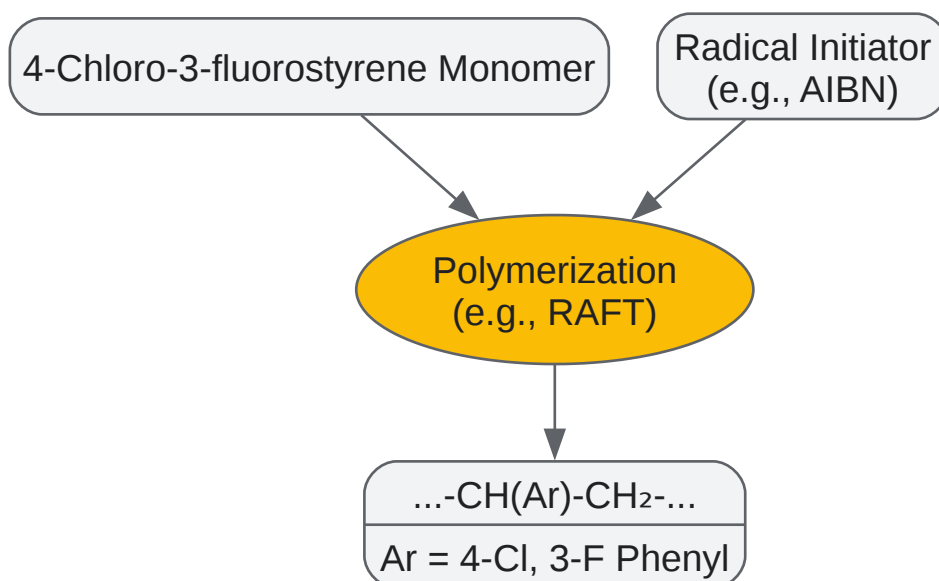 4-Chloro-3-fluorostyrene Monomer
Radical Initiator
(e.g., AIBN)
Polymerization
(e.g., RAFT)
...-CH(Ar)-CH₂-...
Ar = 4-Cl, 3-F Phenyl